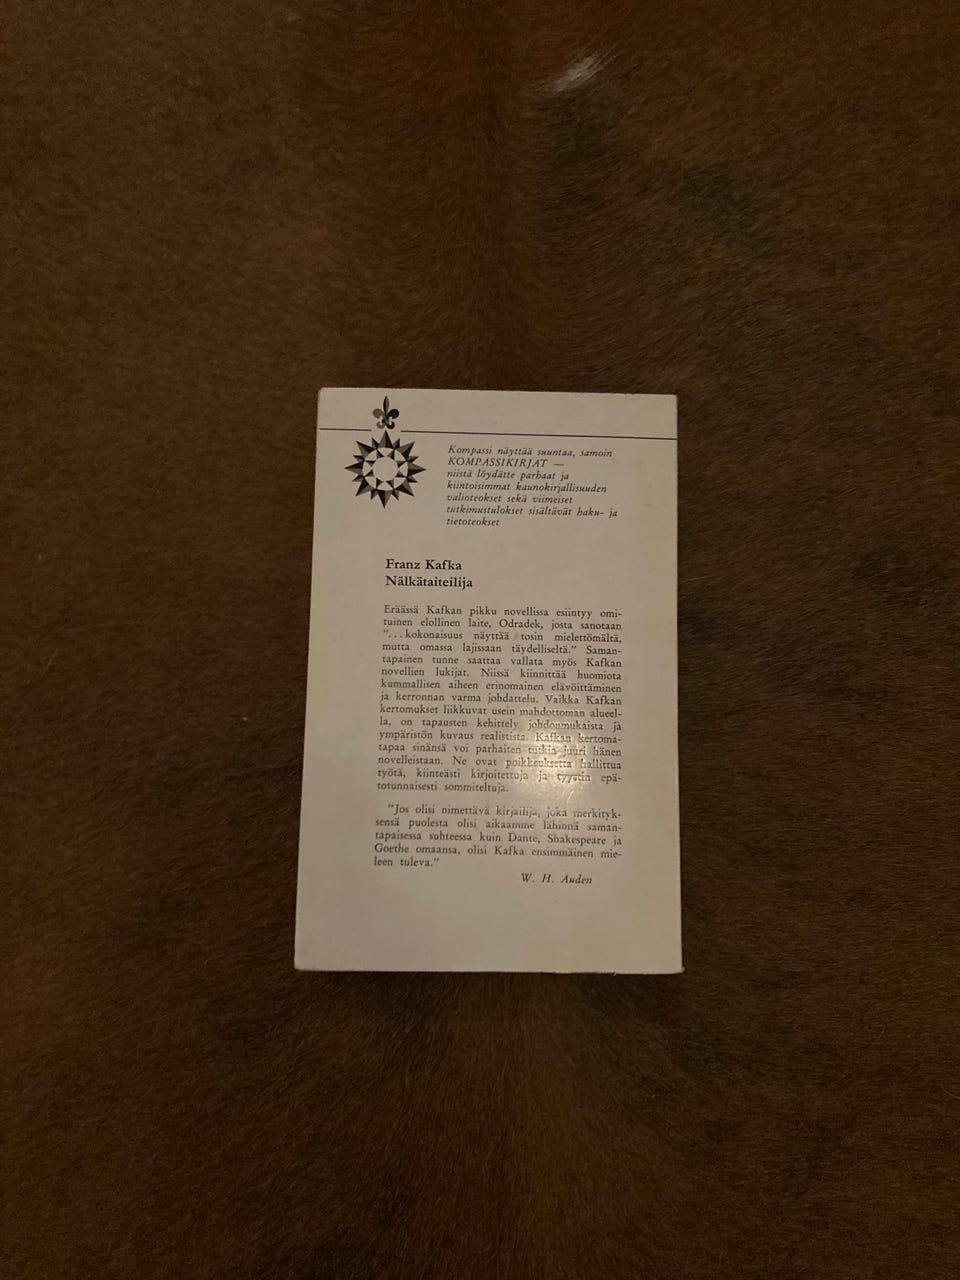 Kompassi näyttää suuntaa, samoin
KOMPASSIKIRJAT —
niistä löydätte parhaat ja
kiintoisimmat kaunokirjallisuuden
valioteokset sekä viimeiset
tutkimustulokset sisältävät haku- ja
tietoteokset
Franz Kafka
Nälkätaiteilija
Eräässä Kafkan pikku novellissa esiintyy omi-
tuinen elollinen laite, Odradek, josta sanotaan
"...kokonaisuus näyttää tosin mielettömältä,
mutta omassa lajissaan täydelliseltä." Saman-
tapainen tunne saattaa vallata myös Kafkan
novellien lukijat. Niissä kiinnittää huomiota
kummallisen aiheen erinomainen elävöittäminen
ja kerronnan varma johdattelu. Vaikka Kafkan
kertomukset liikkuvat usein mahdottoman alueel-
la, on tapausten kehittely johdonmukaista ja
ympäristön kuvaus realistista. Kafkan kertoma-
tapaa sinänsä voi parhaiten tutkia juuri hänen
novelleistaan. Ne ovat poikkeuksetta hallittua
työtä, kiinteästi kirjoitettuja ja tyystin epä-
totunnaisesti sommiteltuja.
"Jos olisi nimettävä kirjailija, joka merkityk-
sensä puolesta olisi aikaamme lähinnä saman-
tapaisessa suhteessa kuin Dante, Shakespeare ja
Goethe omaansa, olisi Kafka ensimmäinen mie-
leen tuleva."
W. H. Auden